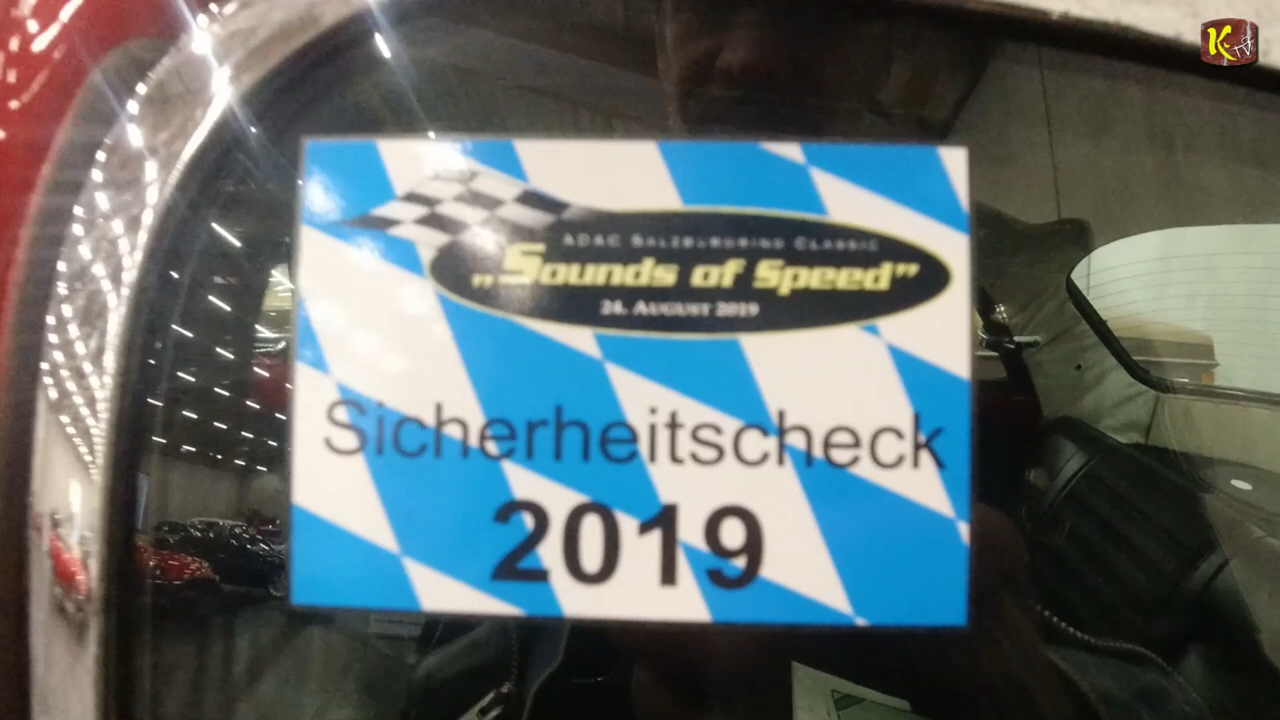 ADAC SALZBURGRING CLASSIC
„Sounds of Speed”
24. AUGUST 2019
Sicherheitscheck
2019
K